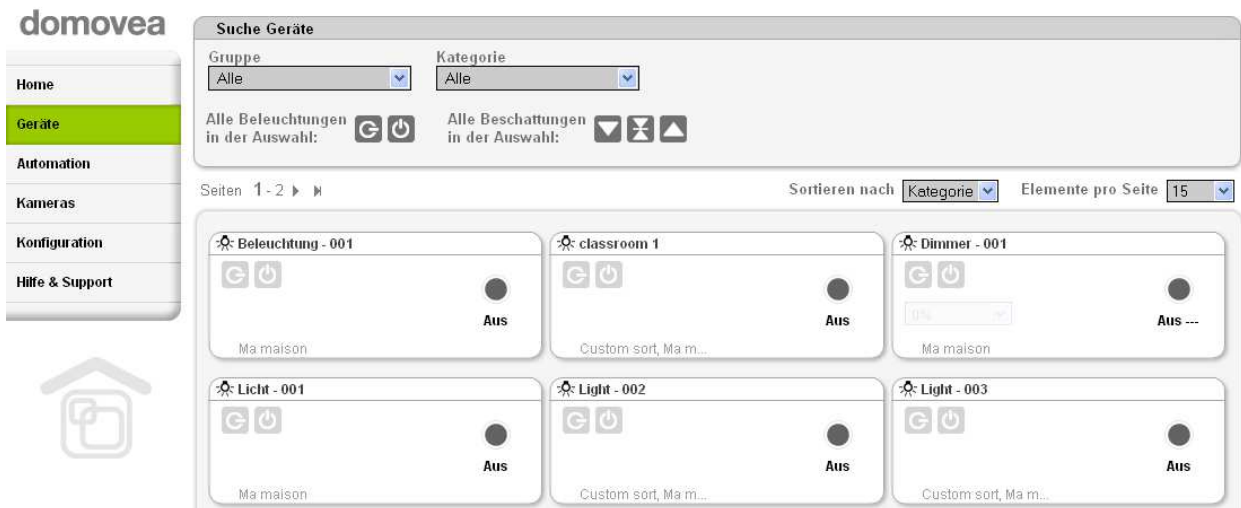 domovea
Suche Geräte
Gruppe Kategorie
Alle Alle
Home
Geräte
Automation
Kameras
Konfiguration
Hilfe & Support
Alle Beleuchtungen
in der Auswahl:
Alle Beschattungen
in der Auswahl:
Seiten 1 - 2
Sortieren nach Kategorie Elemente pro Seite 15
Beleuchtung - 001
Aus
Ma maison
classroom 1
Aus
Custom sort, Ma m...
Dimmer - 001
0%
Aus ---
Ma maison
Licht - 001
Aus
Ma maison
Light - 002
Aus
Custom sort, Ma m...
Light - 003
Aus
Custom sort, Ma m...